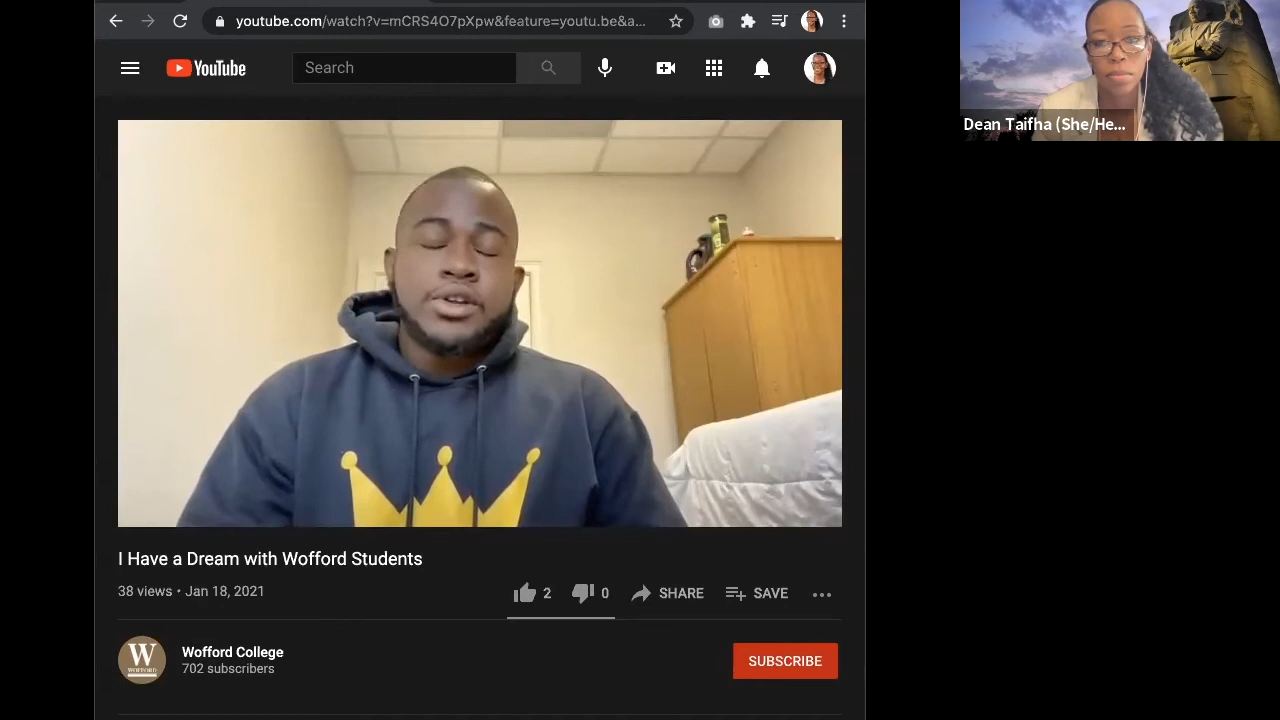 youtube.com/watch?v=mCRS4O7pXpw&feature=youtu.be&a...
YouTube
Search
Dean Taifha (She/He...
I Have a Dream with Wofford Students
38 views • Jan 18, 2021
2
0
SHARE
SAVE
W
WOFFORD
Wofford College
702 subscribers
SUBSCRIBE